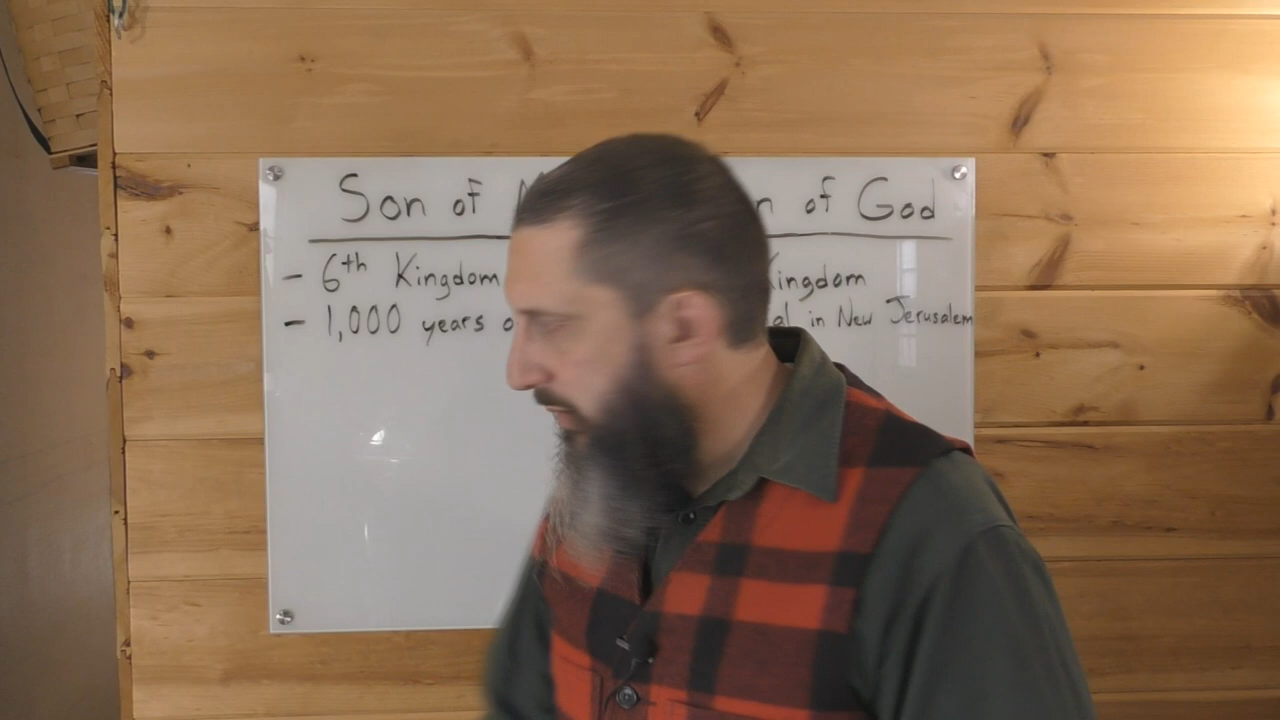 Son of of God
- 6th Kingdom Kingdom
- 1,000 years in New Jerusalem